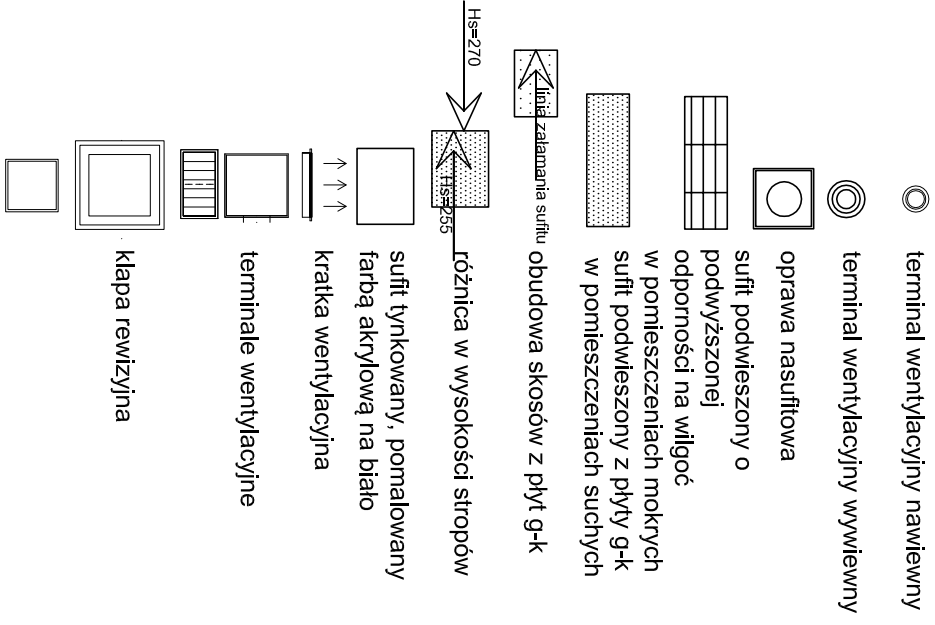 terminal wentylacyjny nawiewny
terminal wentylacyjny wywiewny
oprawa nasufitowa
sufit podwieszony o
podwyższonej
odporności na wilgoć
w pomieszczeniach mokrych
sufit podwieszony z płyty g-k
w pomieszczeniach suchych
linia załamania sufitu
obudowa skosów z płyt g-k
Hs=270
Hs=255
różnica w wysokości stropów
sufit tynkowany, pomalowany
farbą akrylową na biało
kratka wentylacyjna
terminale wentylacyjne
klapa rewizyjna